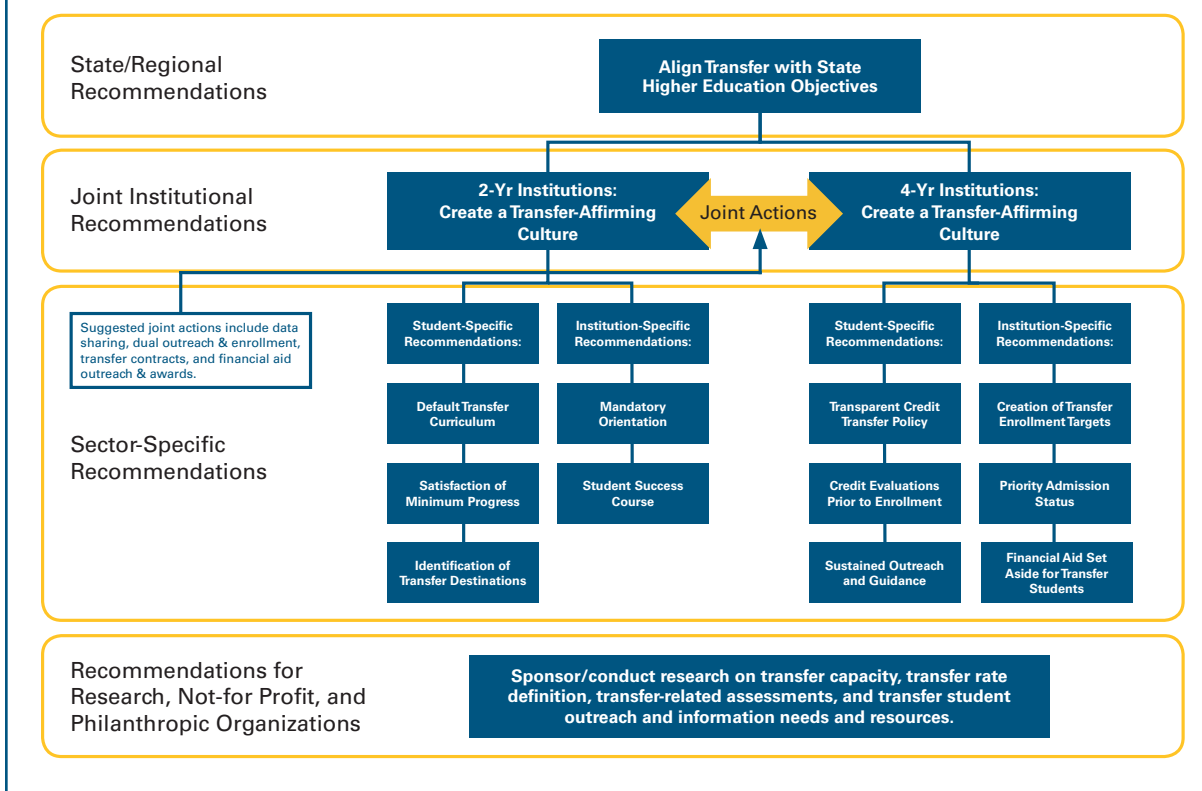 State/Regional
Recommendations
Align Transfer with State
Higher Education Objectives
Joint Institutional
Recommendations
2-Yr Institutions:
Create a Transfer-Affirming
Culture
Joint Actions
4-Yr Institutions:
Create a Transfer-Affirming
Culture
Suggested joint actions include data
sharing, dual outreach & enrollment,
transfer contracts, and financial aid
outreach & awards.
Sector-Specific
Recommendations
Student-Specific
Recommendations:
Default Transfer
Curriculum
Satisfaction of
Minimum Progress
Identification of
Transfer Destinations
Institution-Specific
Recommendations:
Mandatory
Orientation
Student Success
Course
Student-Specific
Recommendations:
Transparent Credit
Transfer Policy
Credit Evaluations
Prior to Enrollment
Sustained Outreach
and Guidance
Institution-Specific
Recommendations:
Creation of Transfer
Enrollment Targets
Priority Admission
Status
Financial Aid Set
Aside for Transfer
Students
Recommendations for
Research, Not-for Profit, and
Philanthropic Organizations
Sponsor/conduct research on transfer capacity, transfer rate
definition, transfer-related assessments, and transfer student
outreach and information needs and resources.